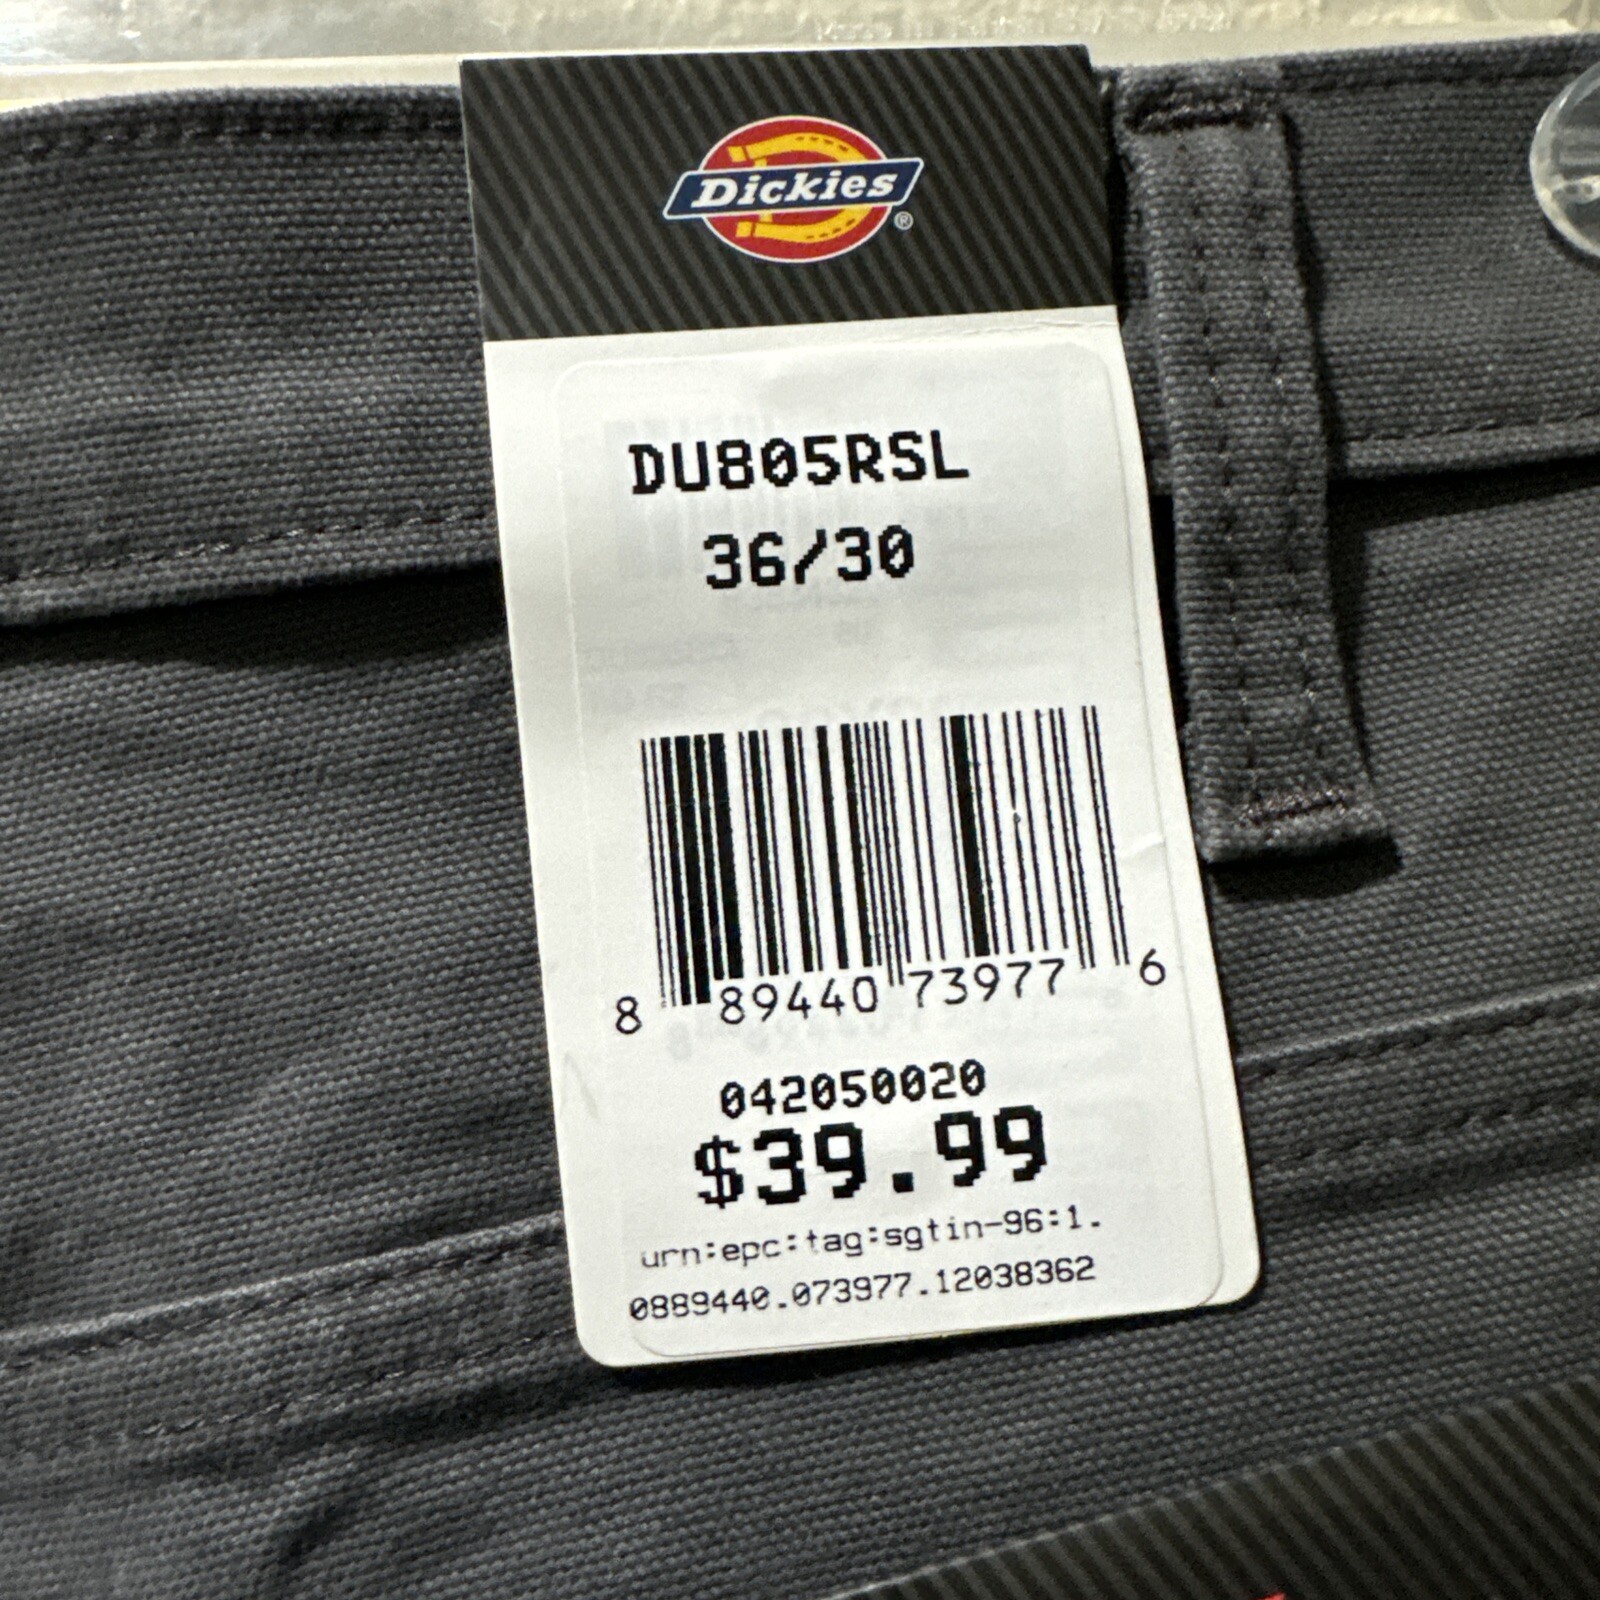 Dickies®
DU805RSL
36/30
8 89440 73977 6
042050020
$39.99
urn:epc:tag:sgtin-96:1.
0889440.073977.12038362